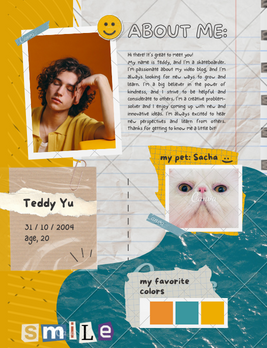 ABOUT ME:
Hi there! It's great to meet you!
My name is Teddy, and I'm a skateboarder.
I'm passionate about my video blog, and I'm
always looking for new ways to grow and
learn. I'm a big believer in the power of
kindness, and I strive to be helpful and
considerate to others. I'm a creative problem-
solver and I enjoy coming up with new and
innovative ideas. I'm always excited to hear
new perspectives and learn from others.
Thanks for getting to know me a little bit!
my pet: Sacha
Teddy Yu
31 / 10 / 2004
age, 20
my favorite
colors
smiLe